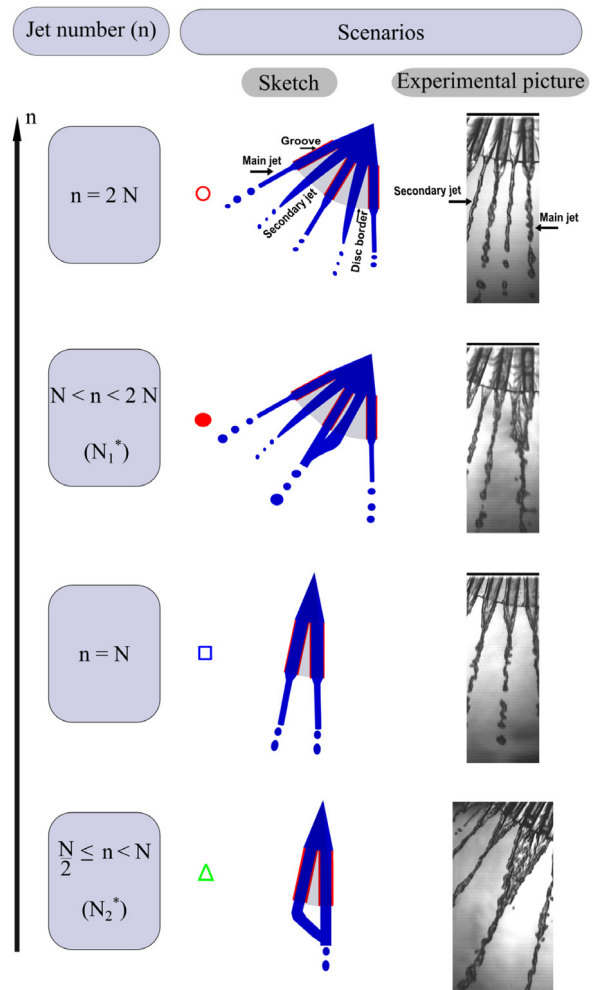 Jet number (n)
Scenarios
Sketch
Experimental picture
n
n = 2 N
Groove
Main jet
Secondary jet
Disc border
Secondary jet
Main jet
N < n < 2 N
(N₁*)
n = N
N/2 ≤ n < N
(N₂*)